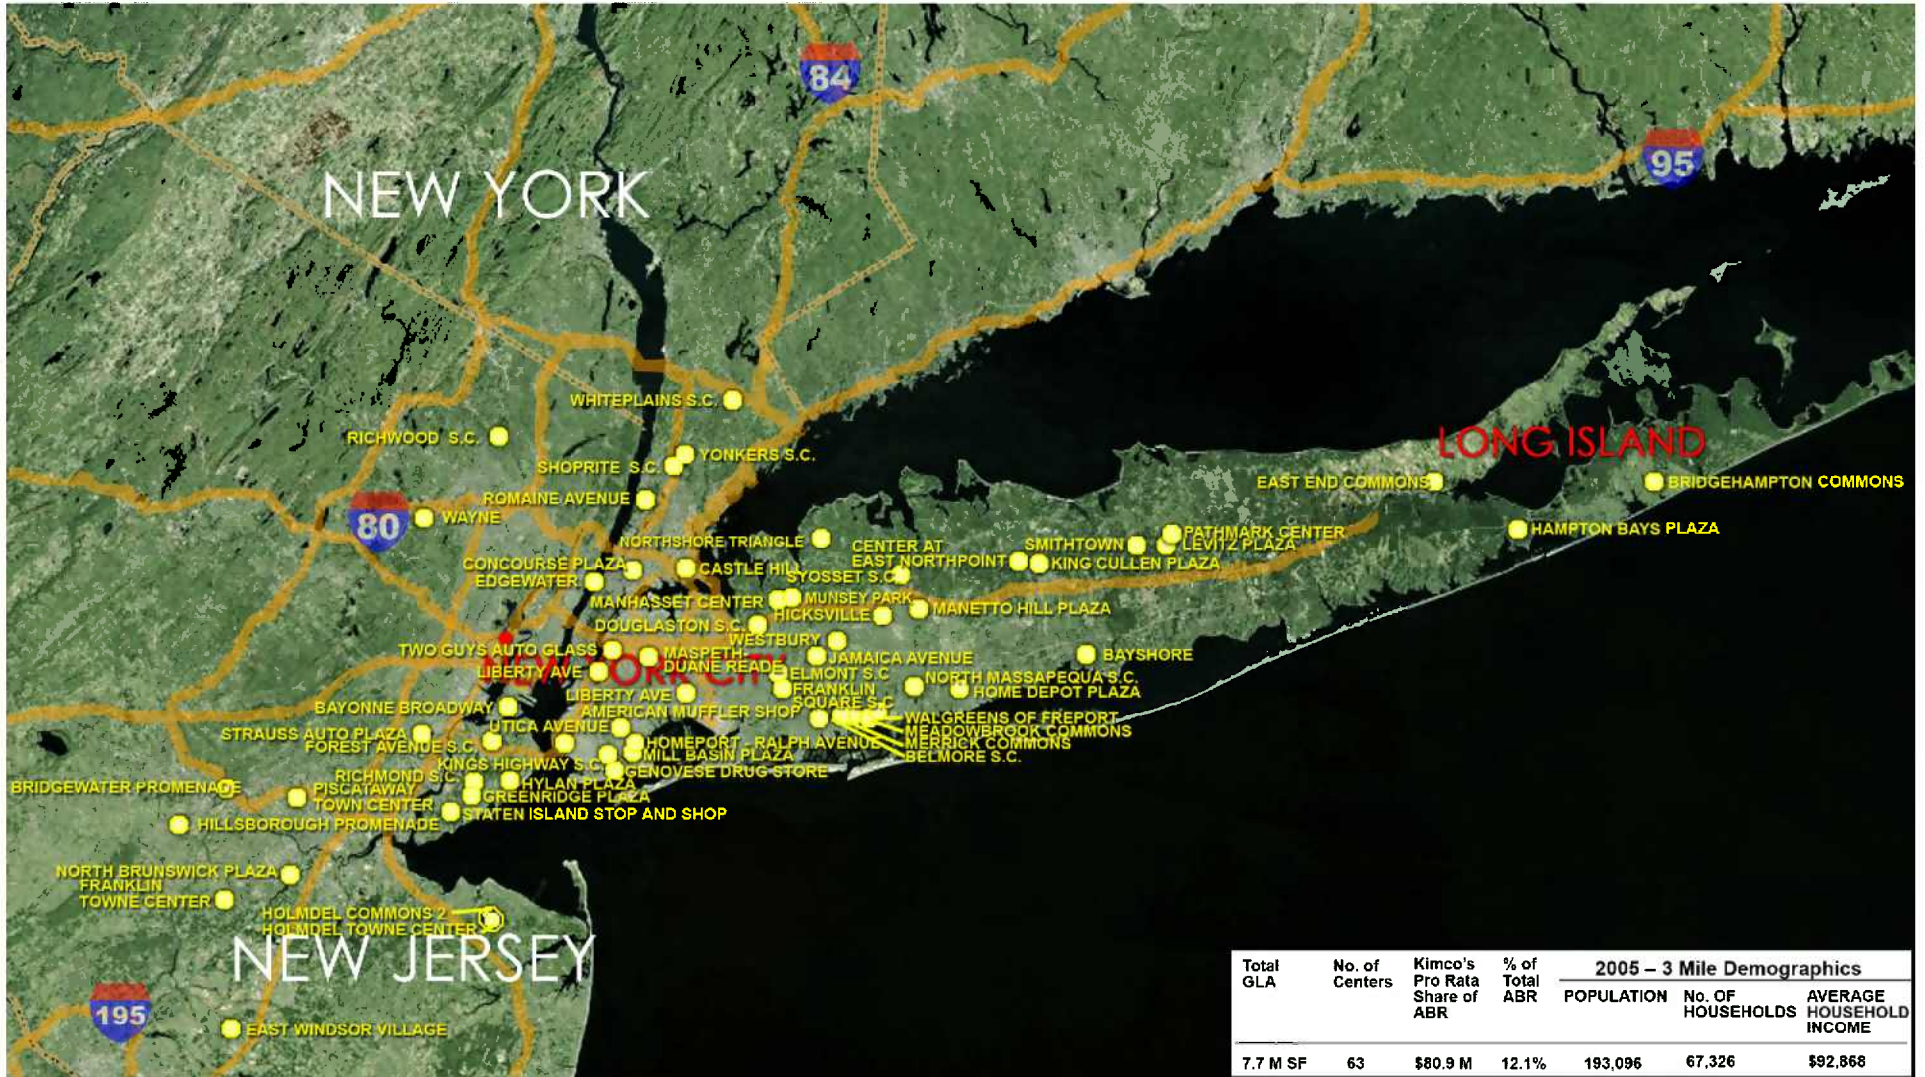 84
95
NEW YORK
WHITEPLAINS S.C.
RICHWOOD S.C.
LONG ISLAND
YONKERS S.C.
SHOPRITE S.C.
EAST END COMMONS
BRIDGEHAMPTON COMMONS
ROMAINE AVENUE
80
WAYNE
HAMPTON BAYS PLAZA
NORTHSHORE TRIANGLE
CENTER AT
EAST NORTHPOINT
SMITHTOWN
PATHMARK CENTER
LEVITZ PLAZA
KING CULLEN PLAZA
CONCOURSE PLAZA
EDGEWATER
CASTLE HILL
SYOSSET S.C.
MANHASSET CENTER
MUNSEY PARK
HICKSVILLE
MANETTO HILL PLAZA
DOUGLASTON S.C.
WESTBURY
TWO GUYS AUTO GLASS
MASPETH-
DUANE READE
JAMAICA AVENUE
BAYSHORE
NEW YORK CITY
LIBERTY AVE
ELMONT S.C
NORTH MASSAPEQUA S.C.
HOME DEPOT PLAZA
LIBERTY AVE
FRANKLIN
SQUARE S.C
BAYONNE BROADWAY
AMERICAN MUFFLER SHOP
WALGREENS OF FREPORT
MEADOWBROOK COMMONS
MERRICK COMMONS
BELMORE S.C.
UTICA AVENUE
STRAUSS AUTO PLAZA
FOREST AVENUE S.C.
HOMEPORT - RALPH AVENUE
MILL BASIN PLAZA
KINGS HIGHWAY S.C.
GENOVESE DRUG STORE
RICHMOND S.C.
HYLAN PLAZA
BRIDGEWATER PROMENADE
PISCATAWAY
TOWN CENTER
GREENRIDGE PLAZA
STATEN ISLAND STOP AND SHOP
HILLSBOROUGH PROMENADE
NORTH BRUNSWICK PLAZA
FRANKLIN
TOWNE CENTER
HOLMDEL COMMONS 2
HOLMDEL TOWNE CENTER
NEW JERSEY
195
EAST WINDSOR VILLAGE
Total GLA
No. of Centers
Kimco's Pro Rata Share of ABR
% of Total ABR
2005 – 3 Mile Demographics
POPULATION
No. OF HOUSEHOLDS
AVERAGE HOUSEHOLD INCOME
7.7 M SF 63 $80.9 M 12.1% 193,096 67,326 $92,868